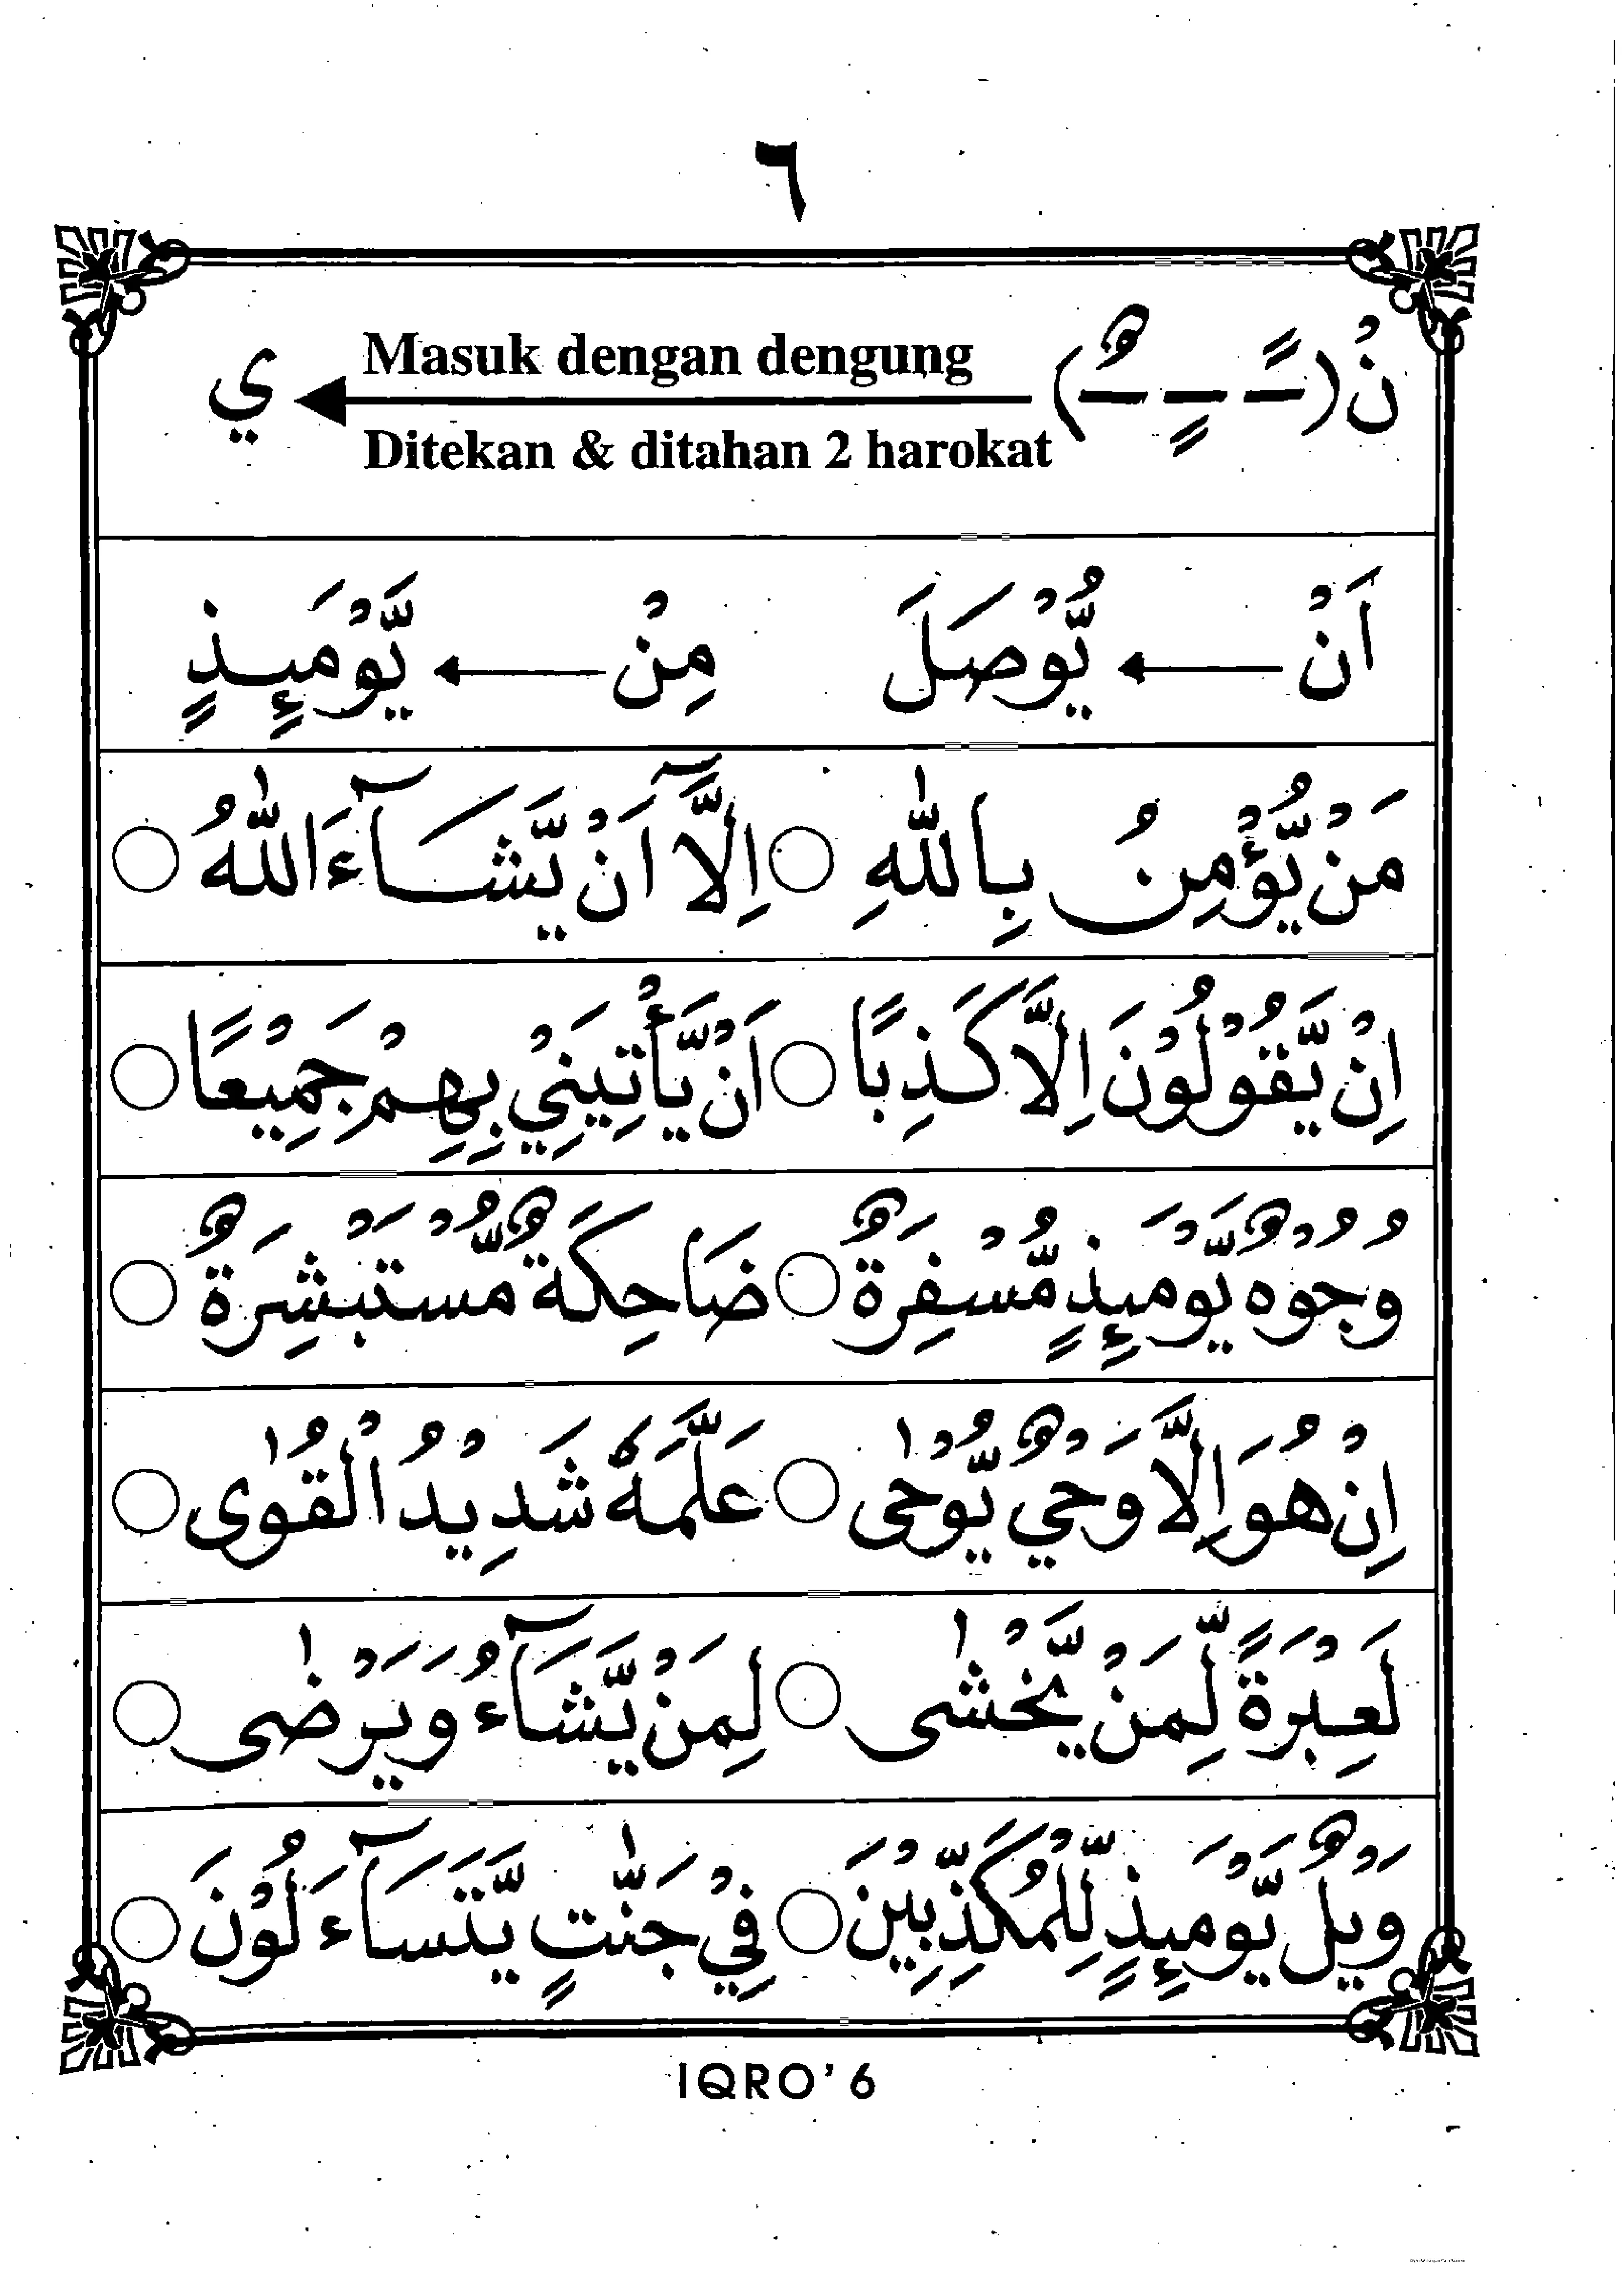 ٦
نْ (ـًـ ـٍـ ـٌـ) Masuk dengan dengung ي
Ditekan & ditahan 2 harokat
اَنْ يُّوْصَلَ مِنْ يَّوْمَئِذٍ
مَنْ يُّؤْمِنْۢ بِاللّٰهِ ○ اِلَّآ اَنْ يَّشَآءَ اللّٰهُ ○
اِنْ يَّقُوْلُوْنَ اِلَّا كَذِبًا ○ اَنْ يَّأْتِيَنِيْ بِهِمْ جَمِيْعًا ○
وُجُوْهٌ يَّوْمَئِذٍ مُّسْفِرَةٌ ○ ضَاحِكَةٌ مُّسْتَبْشِرَةٌ ○
اِنْ هُوَ اِلَّا وَحْيٌ يُّوْحٰى ○ عَلَّمَهٗ شَدِيْدُ الْقُوٰى ○
لَعِبْرَةً لِّمَنْ يَّخْشٰى ○ لِمَنْ يَّشَآءُ وَيَرْضٰى ○
وَيْلٌ يَّوْمَئِذٍ لِّلْمُكَذِّبِيْنَ ○ فِيْ جَنّٰتٍ يَّتَسَآءَلُوْنَ ○
IQRO’ 6